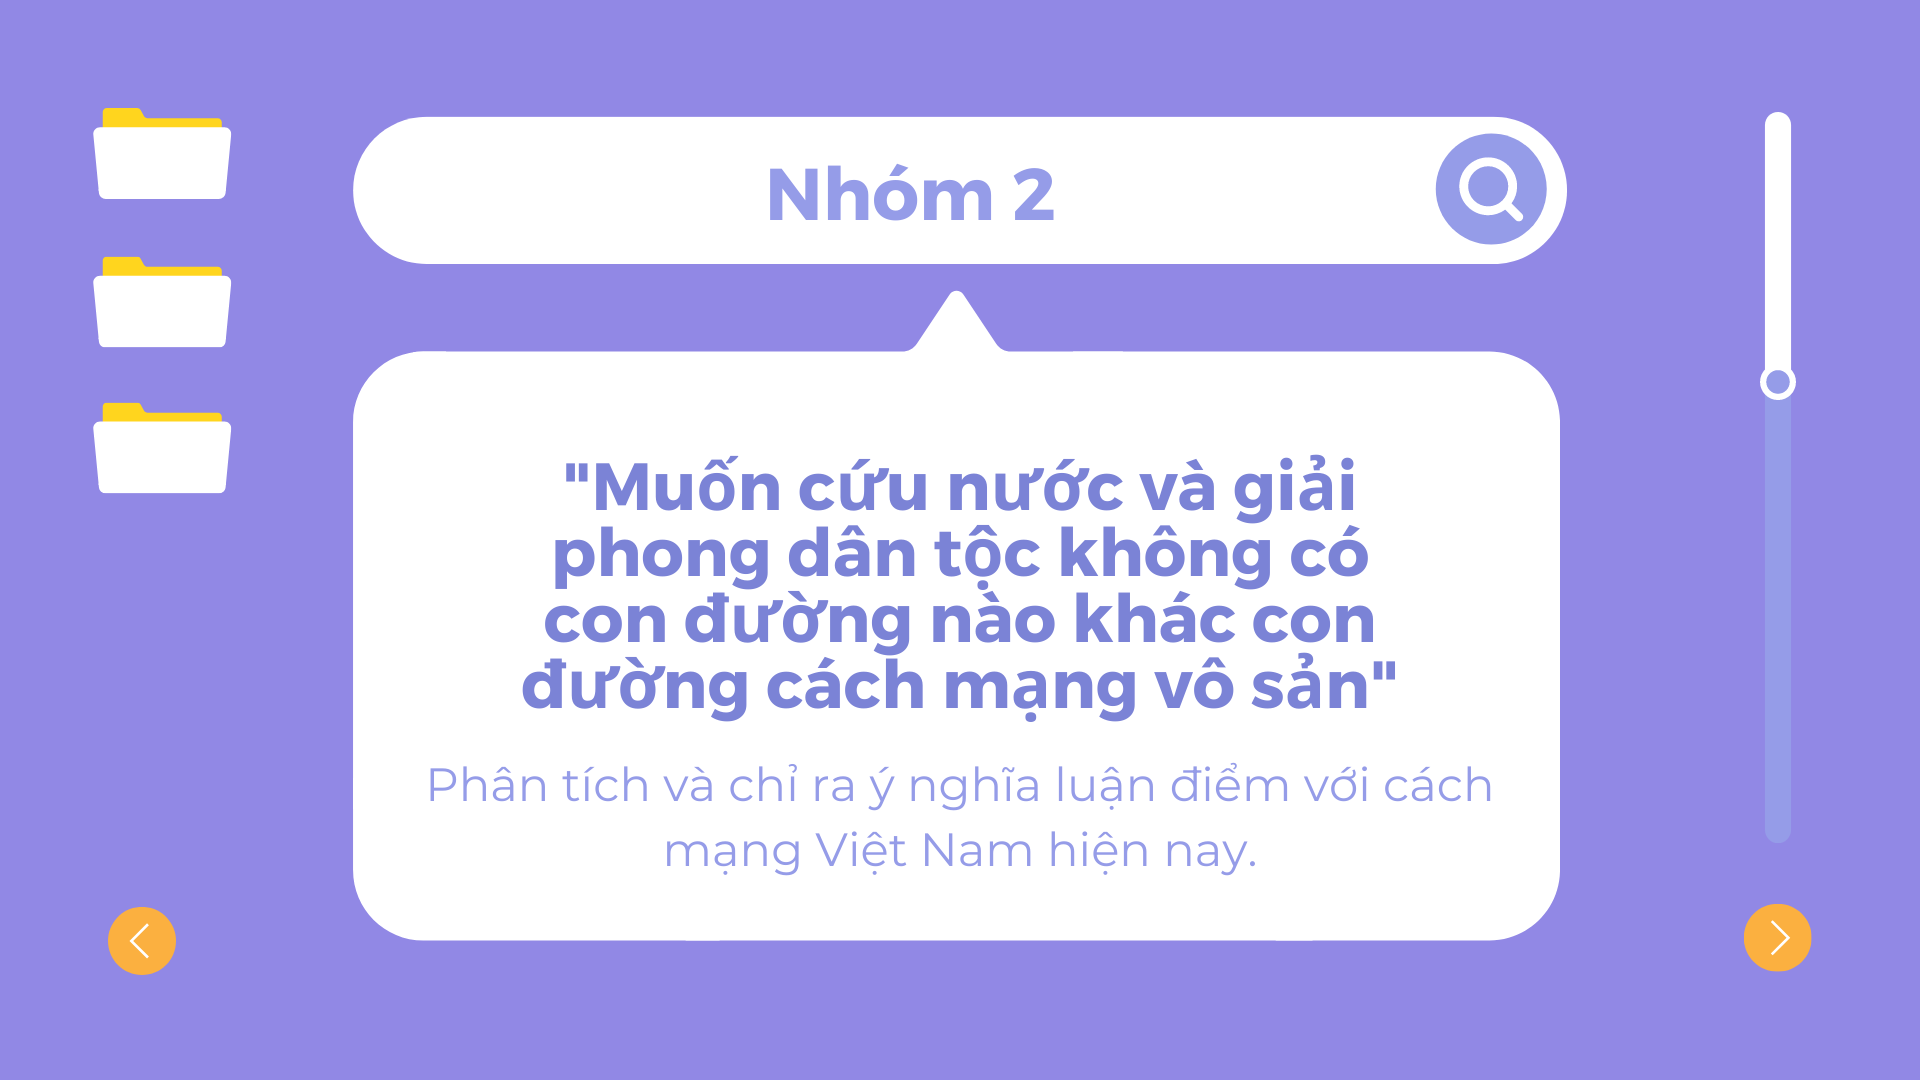 Nhóm 2
"Muốn cứu nước và giải
phong dân tộc không có
con đường nào khác con
đường cách mạng vô sản"
Phân tích và chỉ ra ý nghĩa luận điểm với cách
mạng Việt Nam hiện nay.